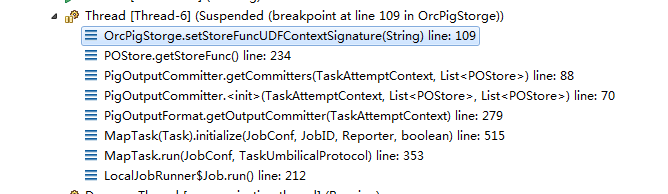 Thread [Thread-6] (Suspended (breakpoint at line 109 in OrcPigStorge))
OrcPigStorge.setStoreFuncUDFContextSignature(String) line: 109
POStore.getStoreFunc() line: 234
PigOutputCommitter.getCommitters(TaskAttemptContext, List<POStore>) line: 88
PigOutputCommitter.<init>(TaskAttemptContext, List<POStore>, List<POStore>) line: 70
PigOutputFormat.getOutputCommitter(TaskAttemptContext) line: 279
MapTask(Task).initialize(JobConf, JobID, Reporter, boolean) line: 515
MapTask.run(JobConf, TaskUmbilicalProtocol) line: 353
LocalJobRunner$Job.run() line: 212